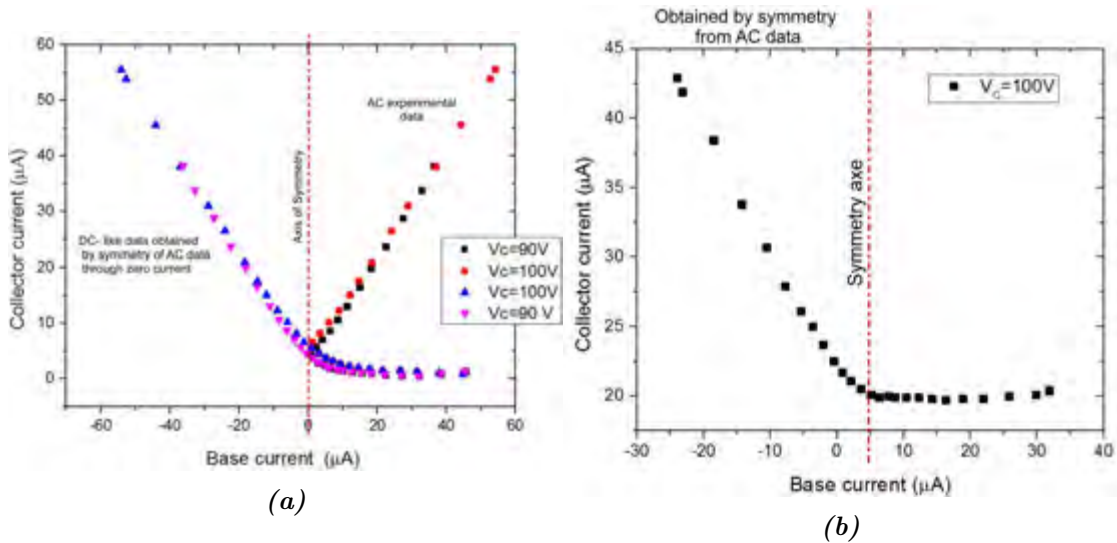 60
50
40
30
20
10
0
-60
-40
-20
0
20
40
60
Collector current (μA)
Base current (μA)
Axis of Symmetry
AC experimental
data
DC- like data obtained
by symmetry of AC data
through zero current
Vc=90V
Vc=100V
Vc=100V
Vc=90 V
(a)
Obtained by symmetry
from AC data
45
40
35
30
25
20
15
-30
-20
-10
0
10
20
30
40
Collector current (μA)
Base current (μA)
Symmetry axe
V_C=100V
(b)